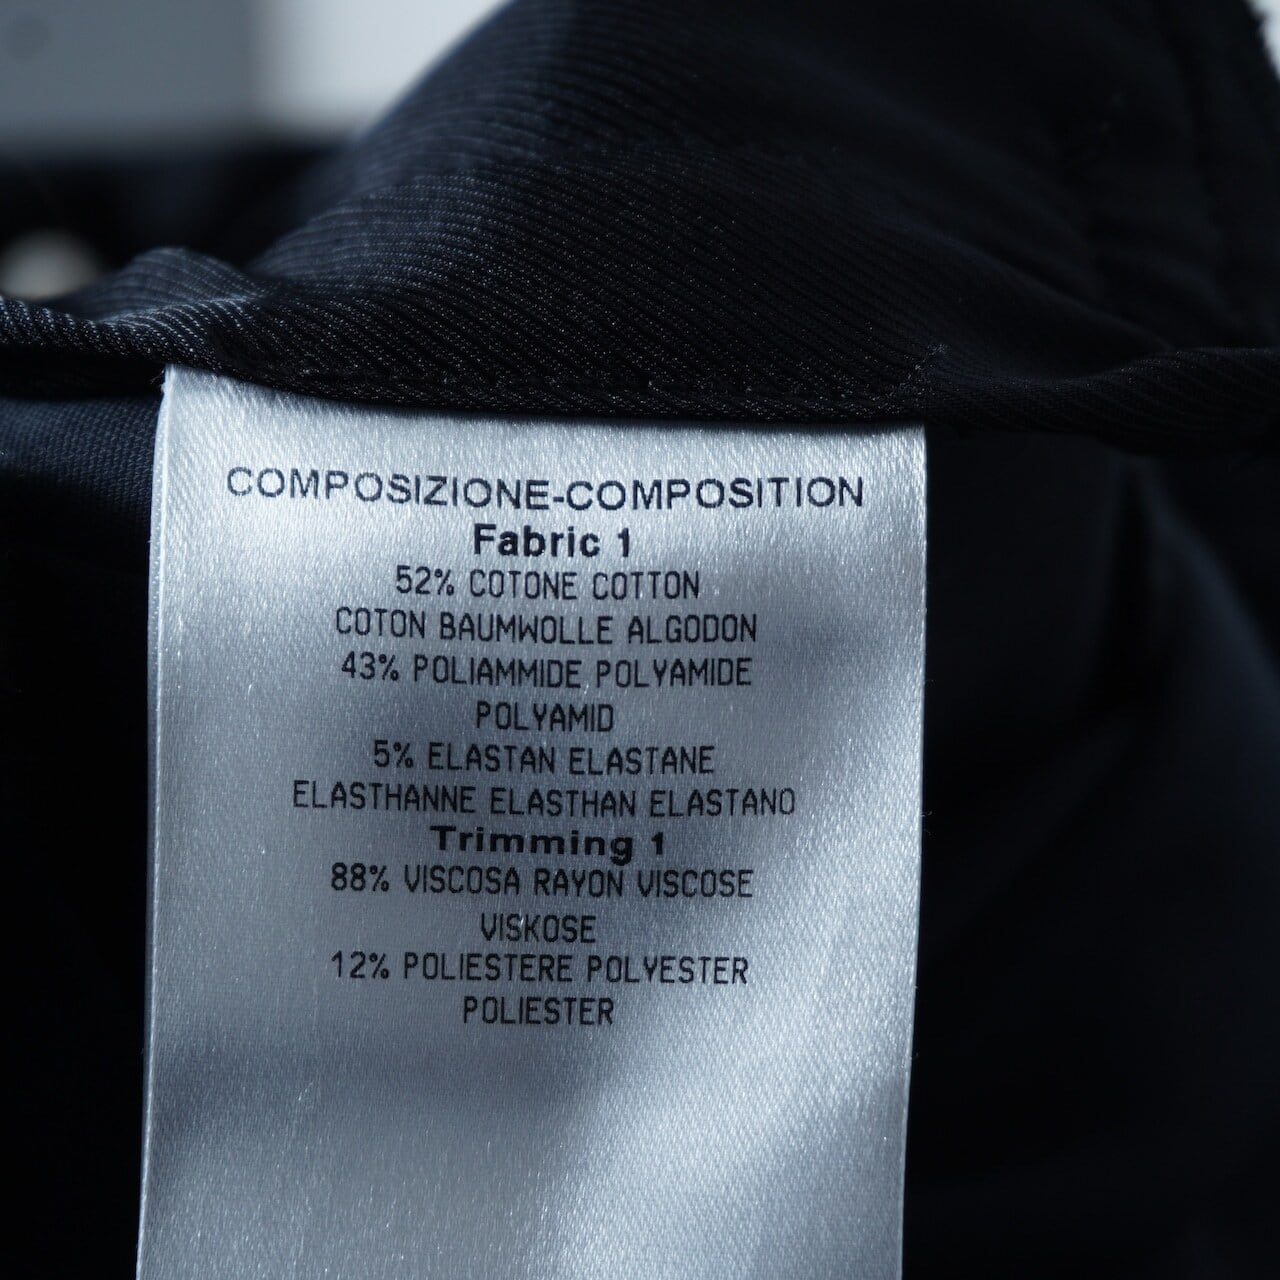 COMPOSIZIONE-COMPOSITION
Fabric 1
52% COTONE COTTON
COTON BAUMWOLLE ALGODON
43% POLIAMMIDE POLYAMIDE
POLYAMID
5% ELASTAN ELASTANE
ELASTHANNE ELASTHAN ELASTANO
Trimming 1
88% VISCOSA RAYON VISCOSE
VISKOSE
12% POLIESTERE POLYESTER
POLIESTER